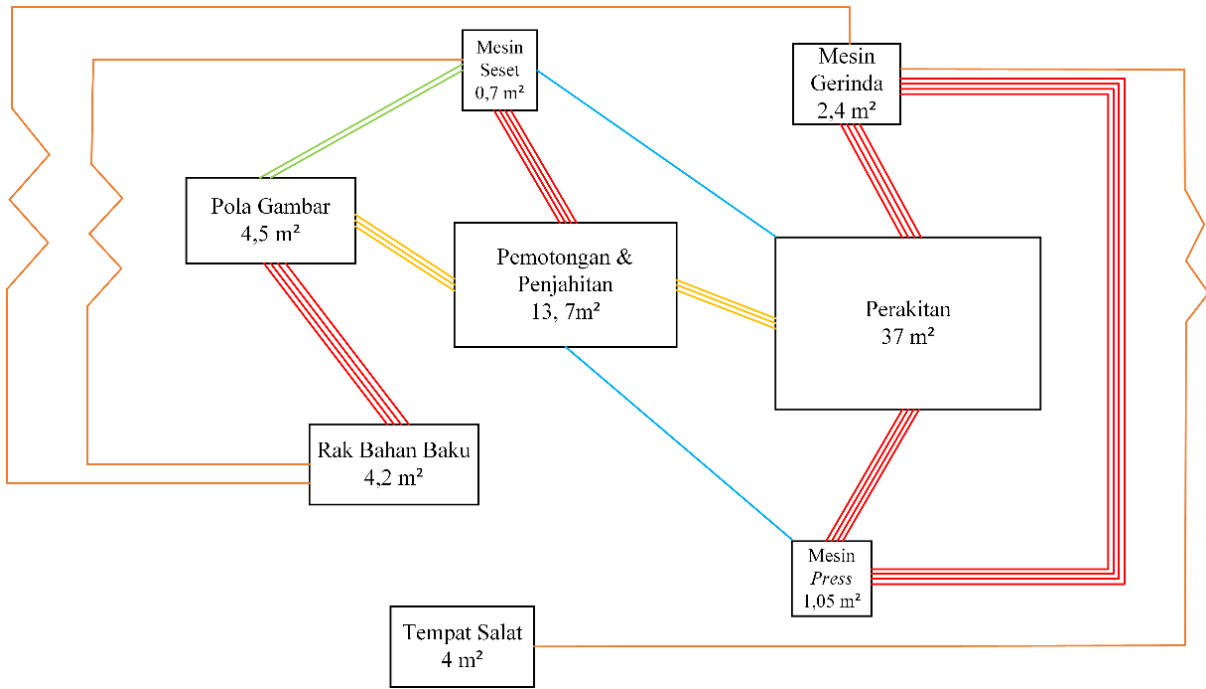 Mesin
Seset
0,7 m²
Mesin
Gerinda
2,4 m²
Pola Gambar
4,5 m²
Pemotongan &
Penjahitan
13, 7m²
Perakitan
37 m²
Rak Bahan Baku
4,2 m²
Mesin
Press
1,05 m²
Tempat Salat
4 m²